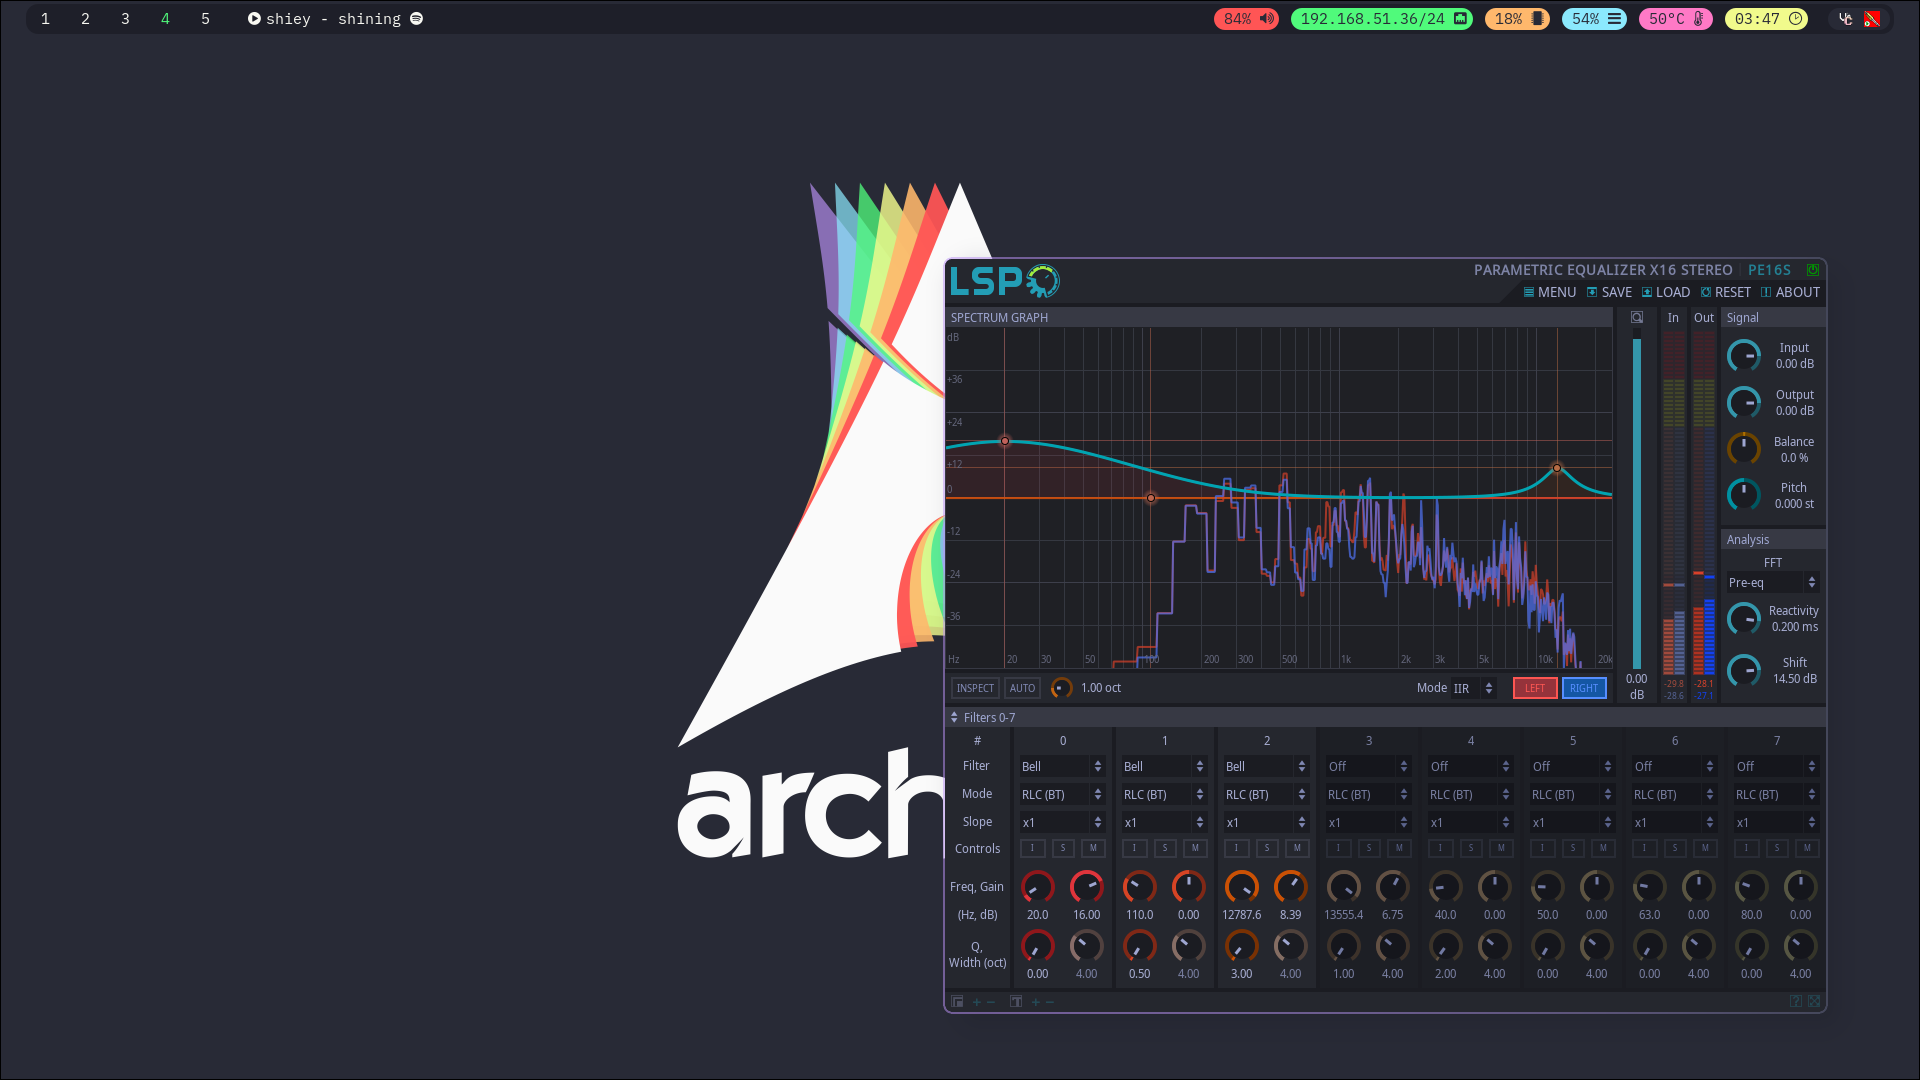 1 2 3 4 5 shiey - shining 84% 192.168.51.36/24 18% 54% 50°C 03:47
arch
LSP
PARAMETRIC EQUALIZER X16 STEREO PE16S
MENU SAVE LOAD RESET ABOUT
SPECTRUM GRAPH
dB
+36
+24
+12
0
-12
-24
-36
Hz 20 30 50 100 200 300 500 1k 2k 3k 5k 10k 20k
INSPECT AUTO 1.00 oct Mode IIR LEFT RIGHT
0.00
dB
In Out
-29.8 -28.1
-28.6 -27.1
Signal
Input
0.00 dB
Output
0.00 dB
Balance
0.0 %
Pitch
0.000 st
Analysis
FFT
Pre-eq
Reactivity
0.200 ms
Shift
14.50 dB
Filters 0-7
# 0 1 2 3 4 5 6 7
Filter Bell Bell Bell Off Off Off Off Off
Mode RLC (BT) RLC (BT) RLC (BT) RLC (BT) RLC (BT) RLC (BT) RLC (BT) RLC (BT)
Slope x1 x1 x1 x1 x1 x1 x1 x1
Controls I S M I S M I S M I S M I S M I S M I S M I S M
Freq, Gain
(Hz, dB) 20.0 16.00 110.0 0.00 12787.6 8.39 13555.4 6.75 40.0 0.00 50.0 0.00 63.0 0.00 80.0 0.00
Q,
Width (oct)
0.00 4.00 0.50 4.00 3.00 4.00 1.00 4.00 2.00 4.00 0.00 4.00 0.00 4.00 0.00 4.00